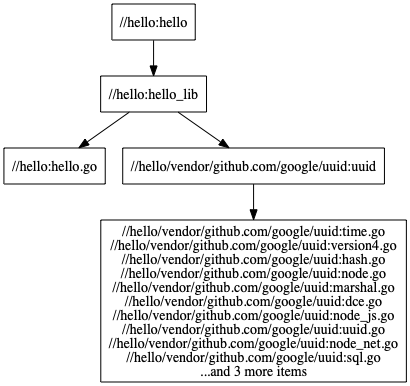 //hello:hello
//hello:hello_lib
//hello:hello.go
//hello/vendor/github.com/google/uuid:uuid
//hello/vendor/github.com/google/uuid:time.go
//hello/vendor/github.com/google/uuid:version4.go
//hello/vendor/github.com/google/uuid:hash.go
//hello/vendor/github.com/google/uuid:node.go
//hello/vendor/github.com/google/uuid:marshal.go
//hello/vendor/github.com/google/uuid:dce.go
//hello/vendor/github.com/google/uuid:node_js.go
//hello/vendor/github.com/google/uuid:uuid.go
//hello/vendor/github.com/google/uuid:node_net.go
//hello/vendor/github.com/google/uuid:sql.go
...and 3 more items